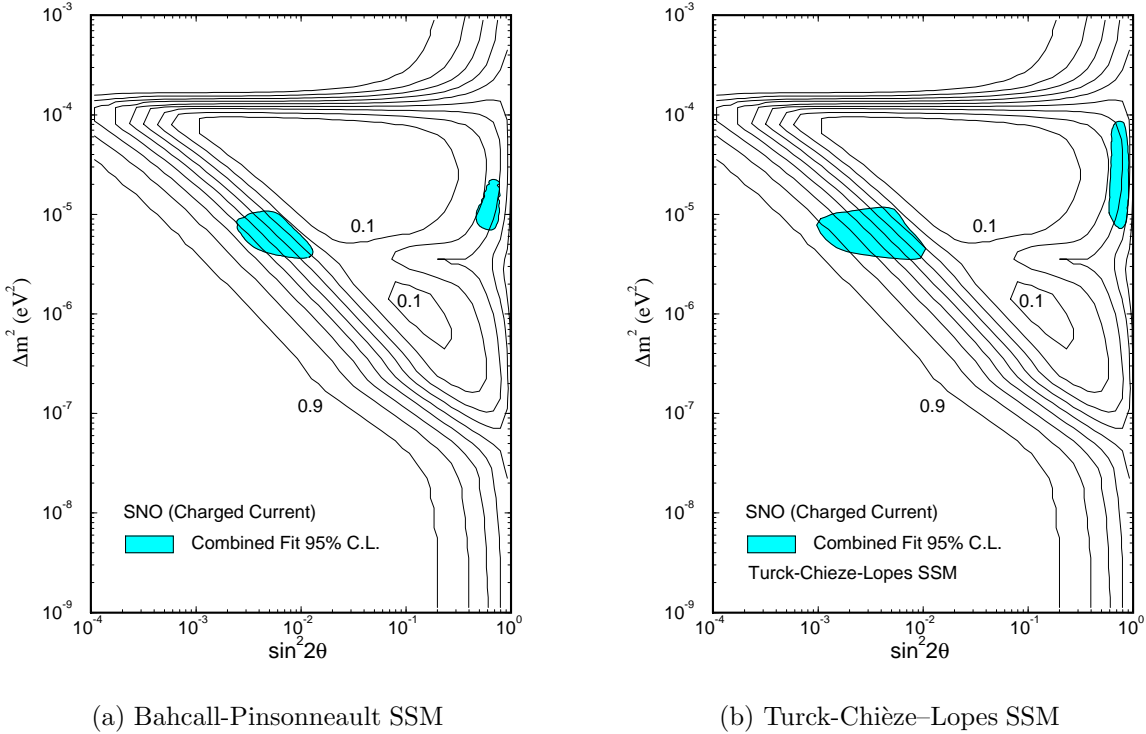 10⁻³
10⁻⁴
10⁻⁵
10⁻⁶
10⁻⁷
10⁻⁸
10⁻⁹
Δm² (eV²)
0.1
0.1
0.9
SNO (Charged Current)
Combined Fit 95% C.L.
10⁻⁴ 10⁻³ 10⁻² 10⁻¹ 10⁰
sin²2θ
(a) Bahcall-Pinsonneault SSM
10⁻³
10⁻⁴
10⁻⁵
10⁻⁶
10⁻⁷
10⁻⁸
10⁻⁹
Δm² (eV²)
0.1
0.1
0.9
SNO (Charged Current)
Combined Fit 95% C.L.
Turck-Chieze-Lopes SSM
10⁻⁴ 10⁻³ 10⁻² 10⁻¹ 10⁰
sin²2θ
(b) Turck-Chièze–Lopes SSM